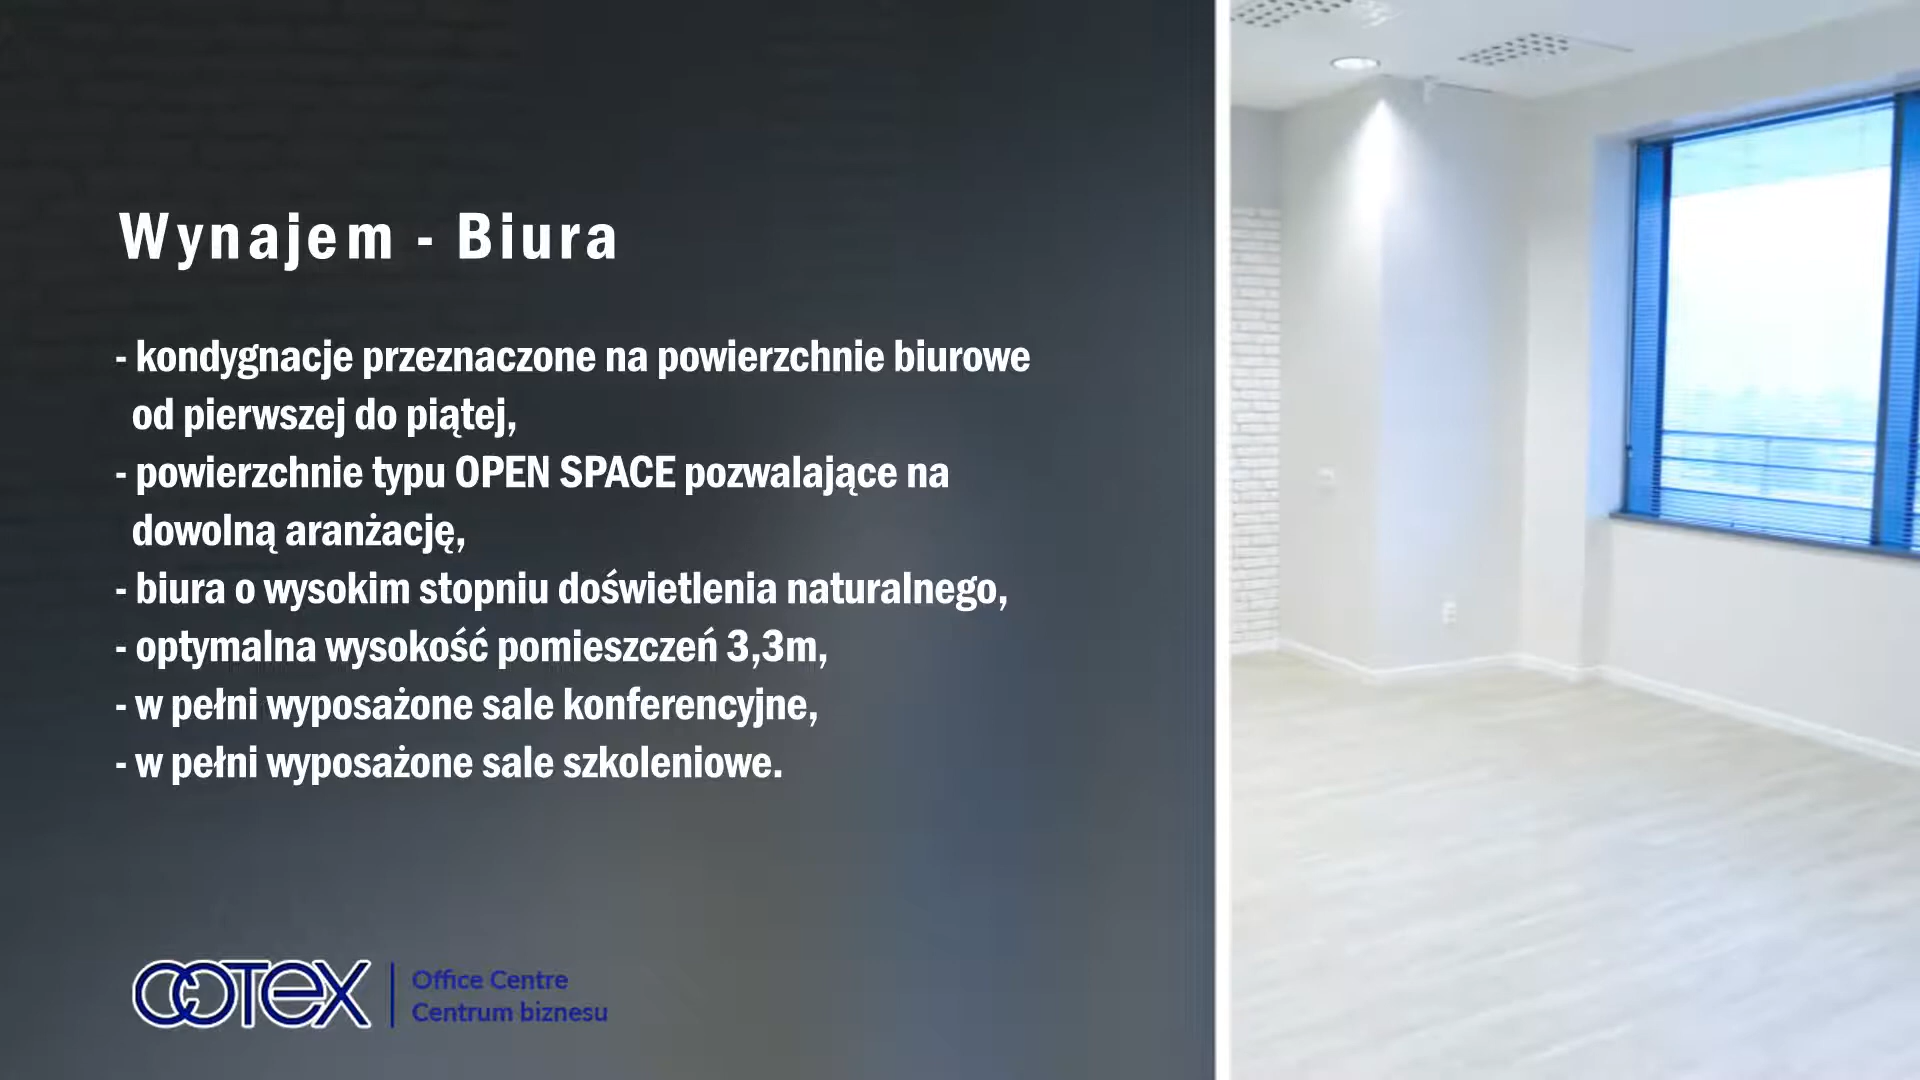 Wynajem - Biura
- kondygnacje przeznaczone na powierzchnie biurowe
od pierwszej do piątej,
- powierzchnie typu OPEN SPACE pozwalające na
dowolną aranżację,
- biura o wysokim stopniu doświetlenia naturalnego,
- optymalna wysokość pomieszczeń 3,3m,
- w pełni wyposażone sale konferencyjne,
- w pełni wyposażone sale szkoleniowe.
COTEX
Office Centre
Centrum biznesu